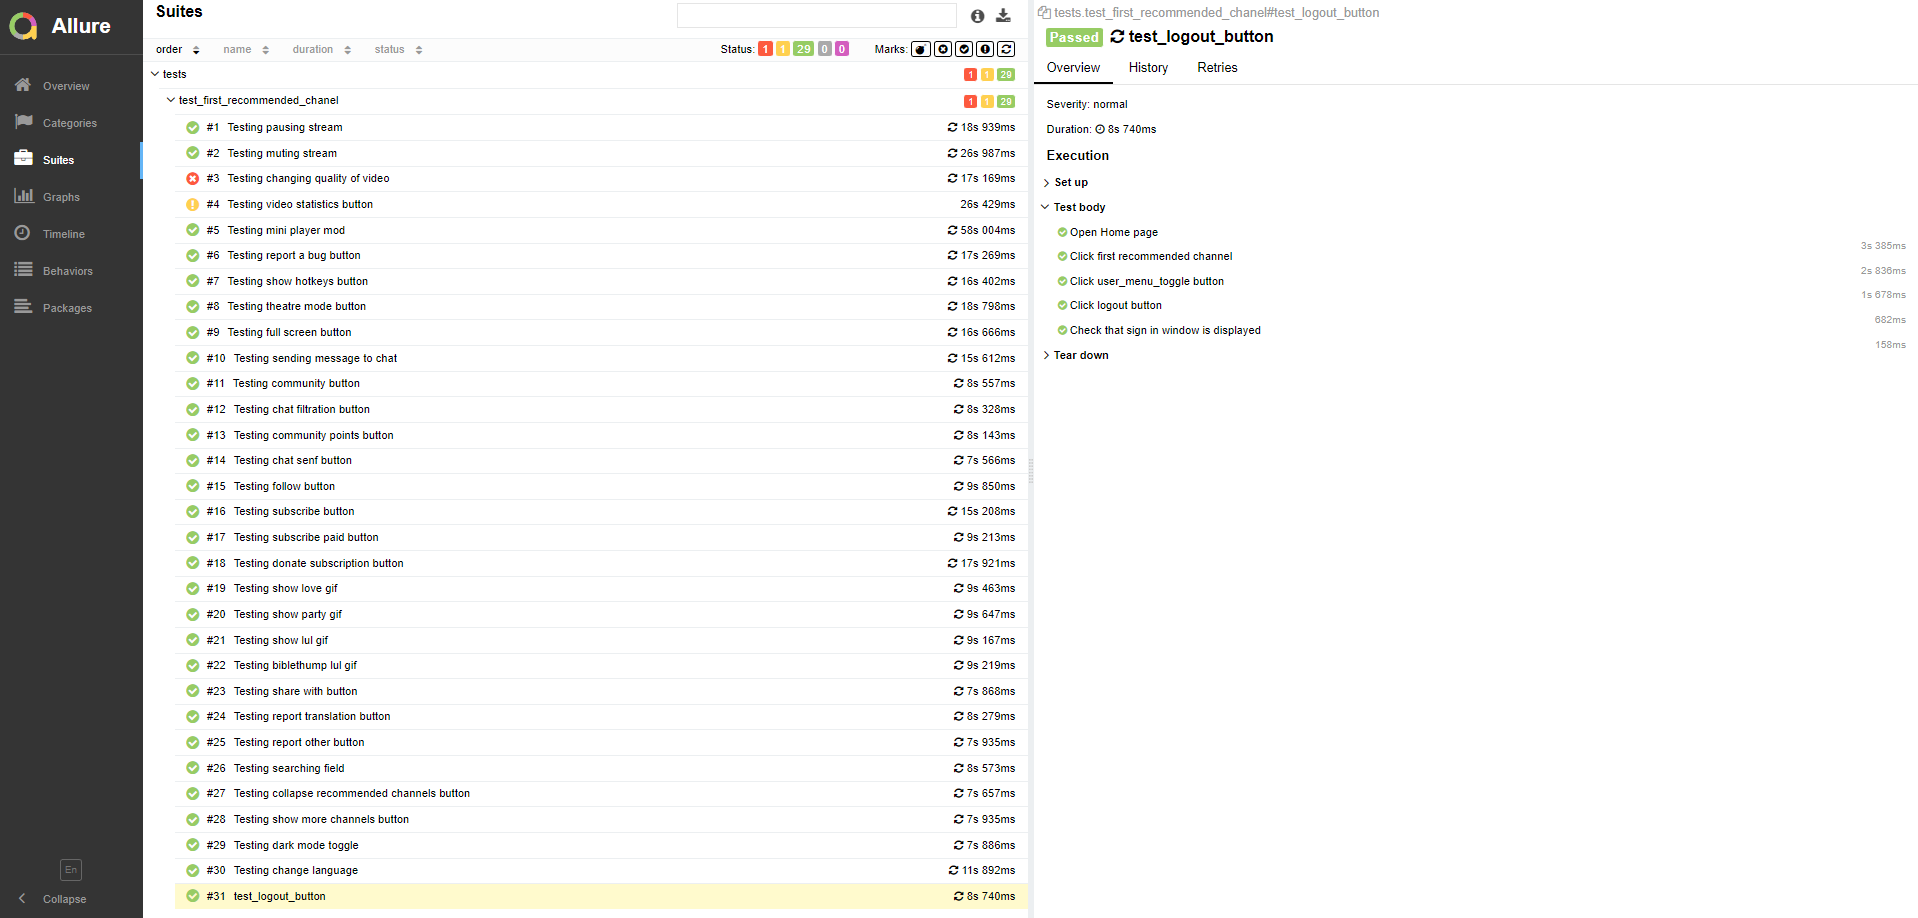 Allure
Overview
Categories
Suites
Graphs
Timeline
Behaviors
Packages
En
Collapse
Suites
order name duration status
Status: 1 1 29 0 0 Marks:
tests 1 1 29
test_first_recommended_chanel 1 1 29
#1 Testing pausing stream 18s 939ms
#2 Testing muting stream 26s 987ms
#3 Testing changing quality of video 17s 169ms
#4 Testing video statistics button 26s 429ms
#5 Testing mini player mod 58s 004ms
#6 Testing report a bug button 17s 269ms
#7 Testing show hotkeys button 16s 402ms
#8 Testing theatre mode button 18s 798ms
#9 Testing full screen button 16s 666ms
#10 Testing sending message to chat 15s 612ms
#11 Testing community button 8s 557ms
#12 Testing chat filtration button 8s 328ms
#13 Testing community points button 8s 143ms
#14 Testing chat senf button 7s 566ms
#15 Testing follow button 9s 850ms
#16 Testing subscribe button 15s 208ms
#17 Testing subscribe paid button 9s 213ms
#18 Testing donate subscription button 17s 921ms
#19 Testing show love gif 9s 463ms
#20 Testing show party gif 9s 647ms
#21 Testing show lul gif 9s 167ms
#22 Testing biblethump lul gif 9s 219ms
#23 Testing share with button 7s 868ms
#24 Testing report translation button 8s 279ms
#25 Testing report other button 7s 935ms
#26 Testing searching field 8s 573ms
#27 Testing collapse recommended channels button 7s 657ms
#28 Testing show more channels button 7s 935ms
#29 Testing dark mode toggle 7s 886ms
#30 Testing change language 11s 892ms
#31 test_logout_button 8s 740ms
tests.test_first_recommended_chanel#test_logout_button
Passed test_logout_button
Overview History Retries
Severity: normal
Duration: 8s 740ms
Execution
Set up
Test body
Open Home page
3s 385ms
Click first recommended channel
2s 836ms
Click user_menu_toggle button
1s 678ms
Click logout button
682ms
Check that sign in window is displayed
158ms
Tear down